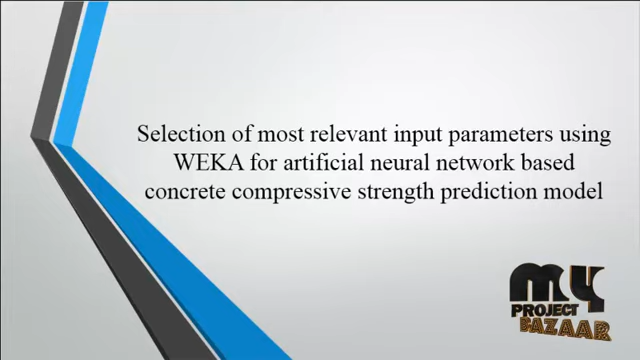 Selection of most relevant input parameters using
WEKA for artificial neural network based
concrete compressive strength prediction model
MY
PROJECT
BAZAAR